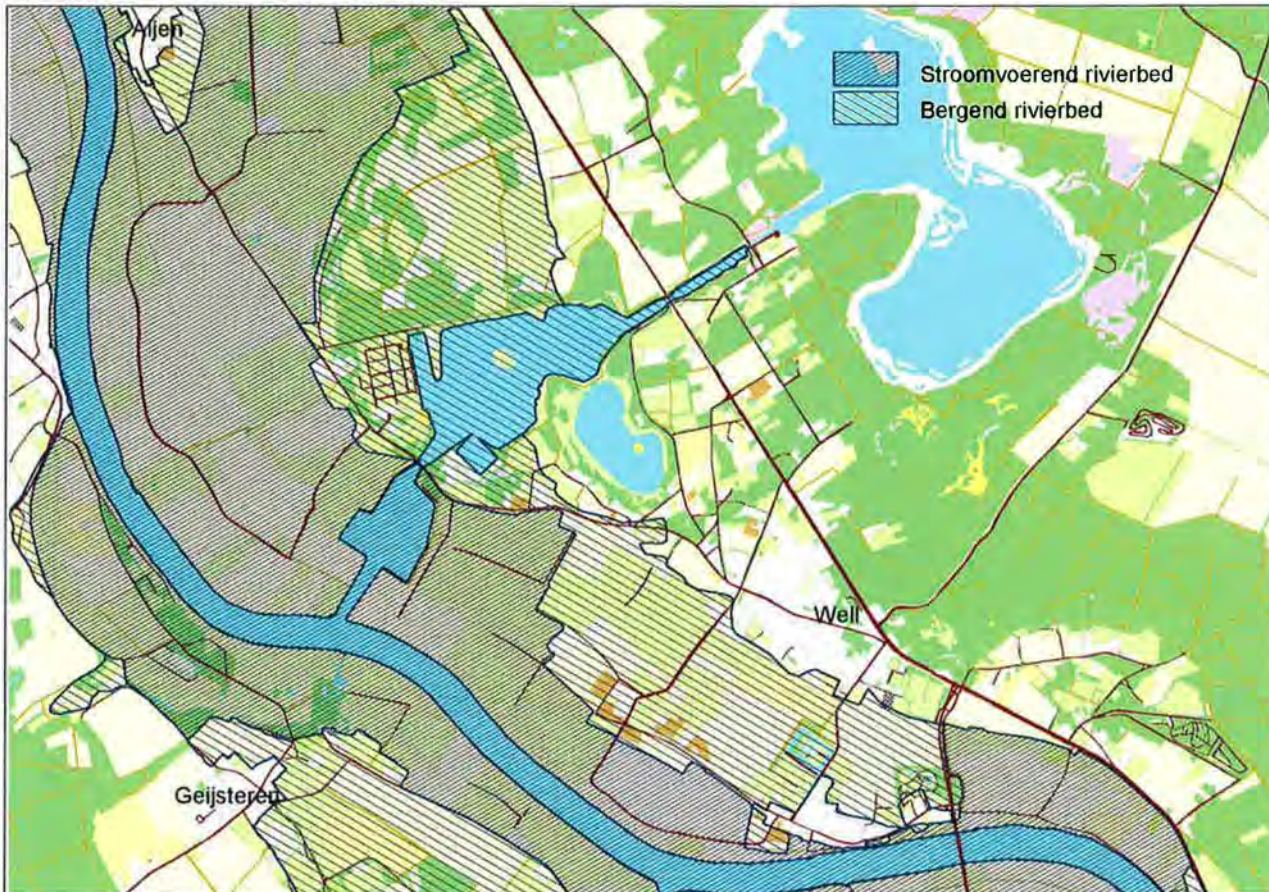 Aijen
Stroomvoerend rivierbed
Bergend rivierbed
Well
Geijsteren